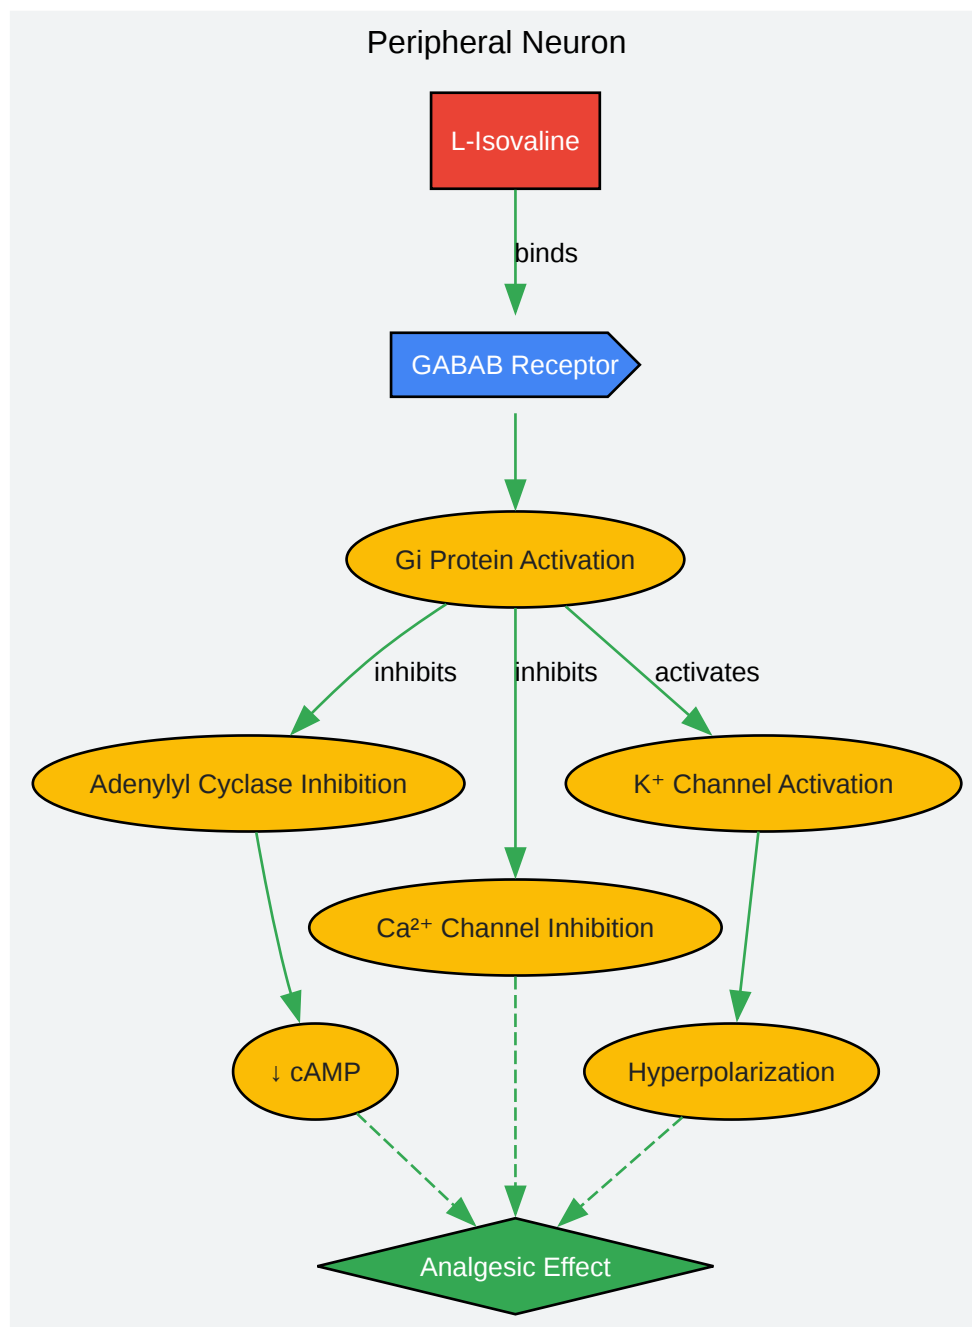 Peripheral Neuron
L-Isovaline
binds
GABAB Receptor
Gi Protein Activation
inhibits
inhibits
activates
Adenylyl Cyclase Inhibition
K⁺ Channel Activation
Ca²⁺ Channel Inhibition
↓ cAMP
Hyperpolarization
Analgesic Effect